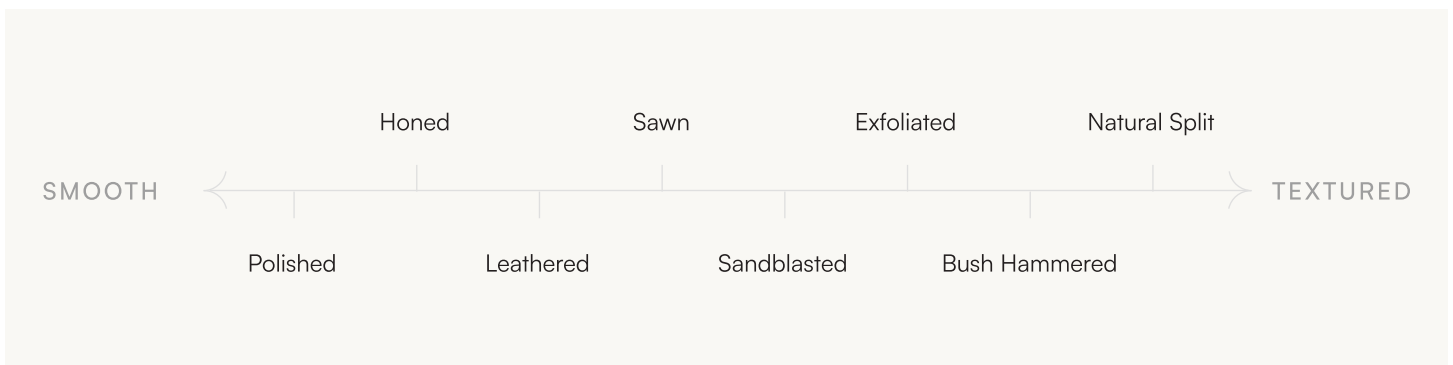 Honed Sawn Exfoliated Natural Split
SMOOTH TEXTURED
Polished Leathered Sandblasted Bush Hammered